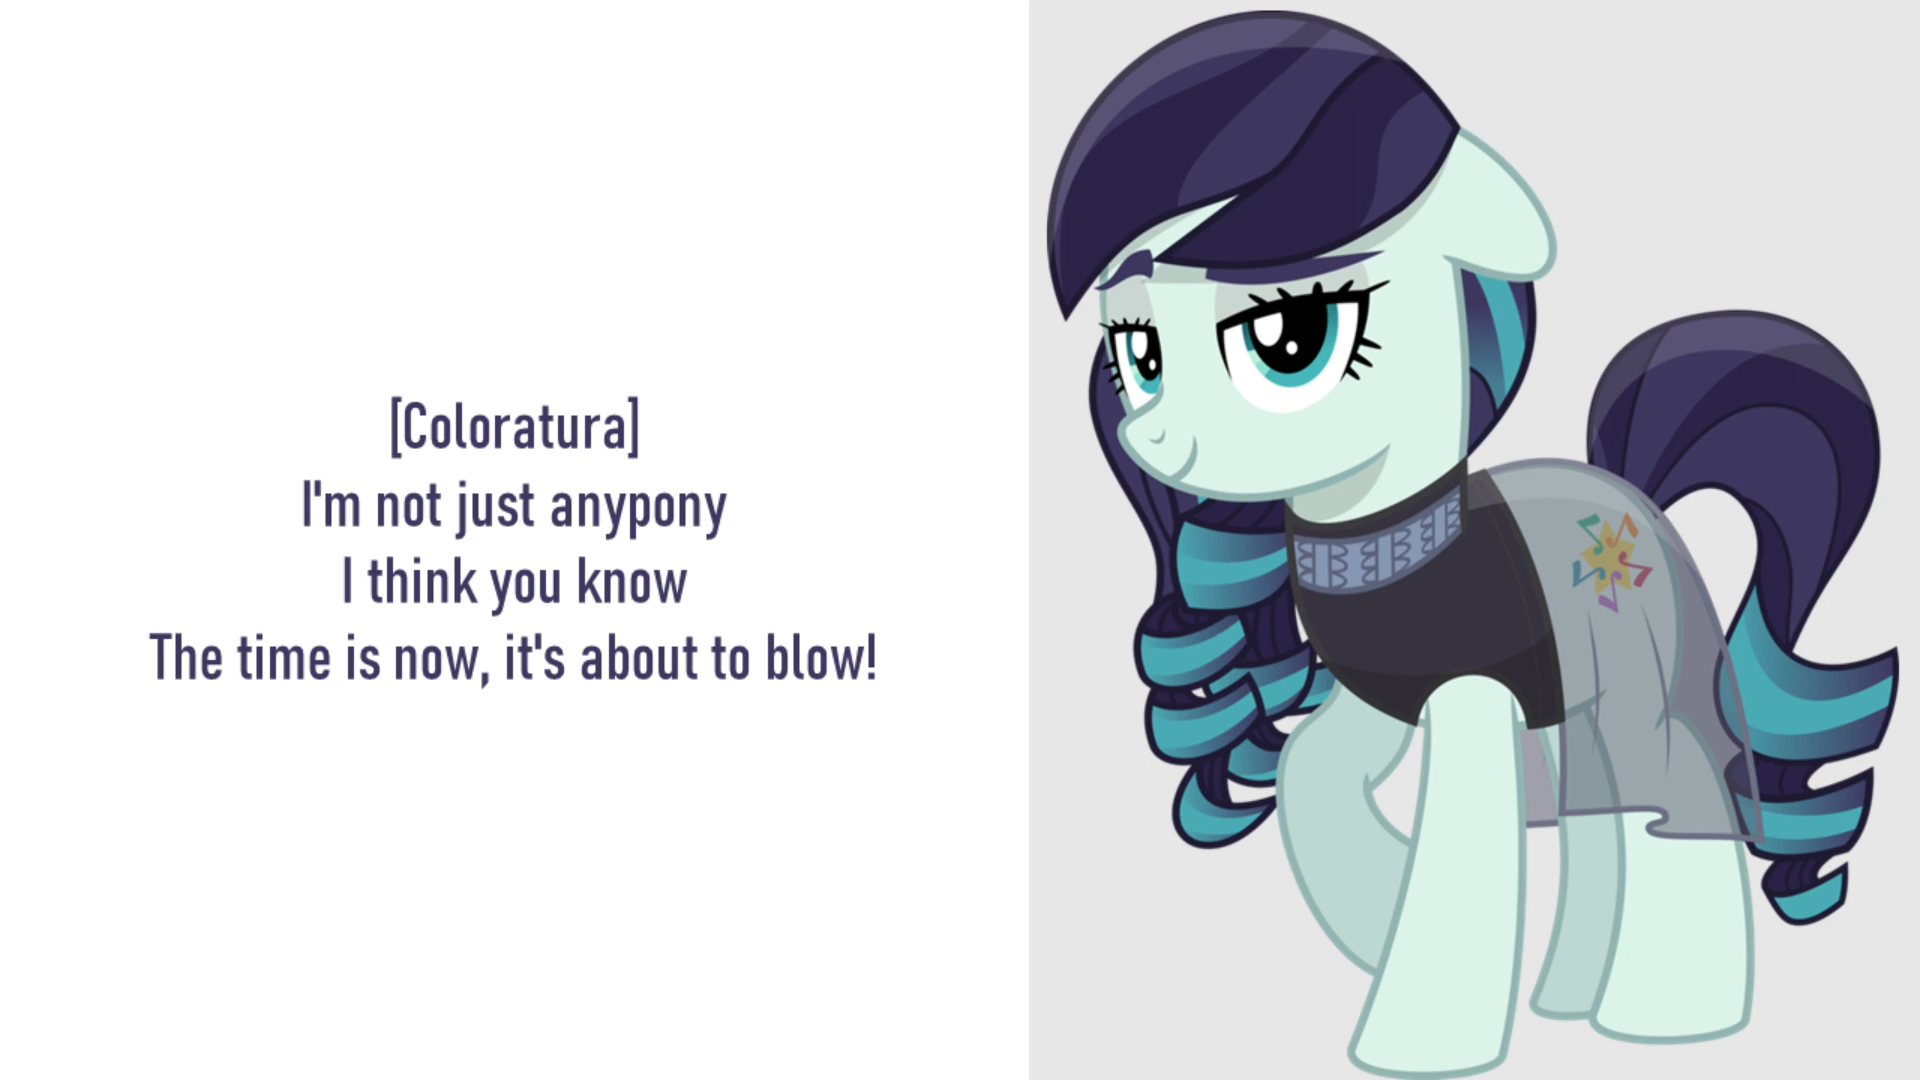 [Coloratura]
I'm not just anypony
I think you know
The time is now, it's about to blow!